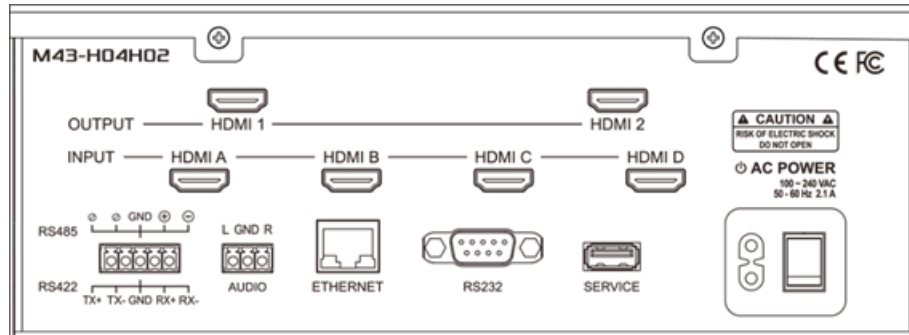 M43-H04H02
CE FC
OUTPUT HDMI 1 HDMI 2
INPUT HDMI A HDMI B HDMI C HDMI D
CAUTION
RISK OF ELECTRIC SHOCK
DO NOT OPEN
AC POWER
100 ~ 240 VAC
50 - 60 Hz 2.1 A
RS485 ⊘ ⊘ GND ⊕ ⊖
RS422
TX+ TX- GND RX+ RX-
L GND R
AUDIO
ETHERNET
RS232
SERVICE